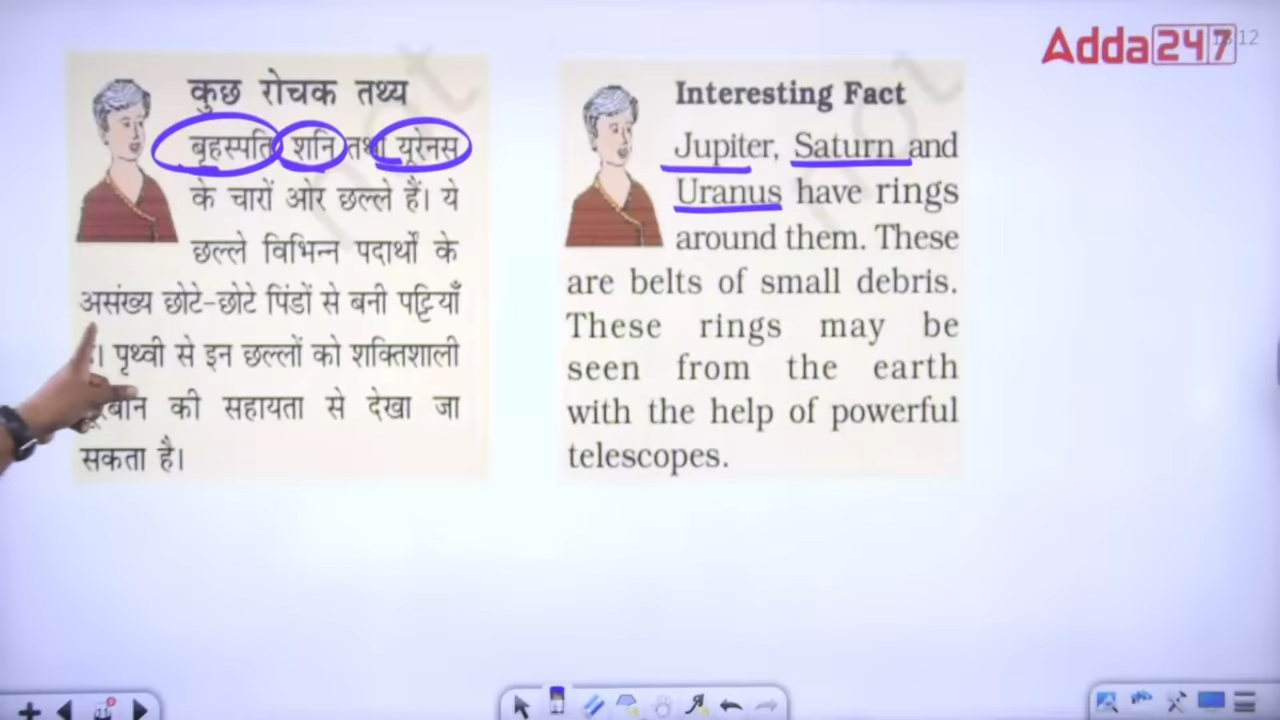 Adda247
कुछ रोचक तथ्य
बृहस्पति शनि तथा यूरेनस
के चारों ओर छल्ले हैं। ये
छल्ले विभिन्न पदार्थों के
असंख्य छोटे-छोटे पिंडों से बनी पट्टियाँ
। पृथ्वी से इन छल्लों को शक्तिशाली
की सहायता से देखा जा
सकता है।
Interesting Fact
Jupiter, Saturn and
Uranus have rings
around them. These
are belts of small debris.
These rings may be
seen from the earth
with the help of powerful
telescopes.